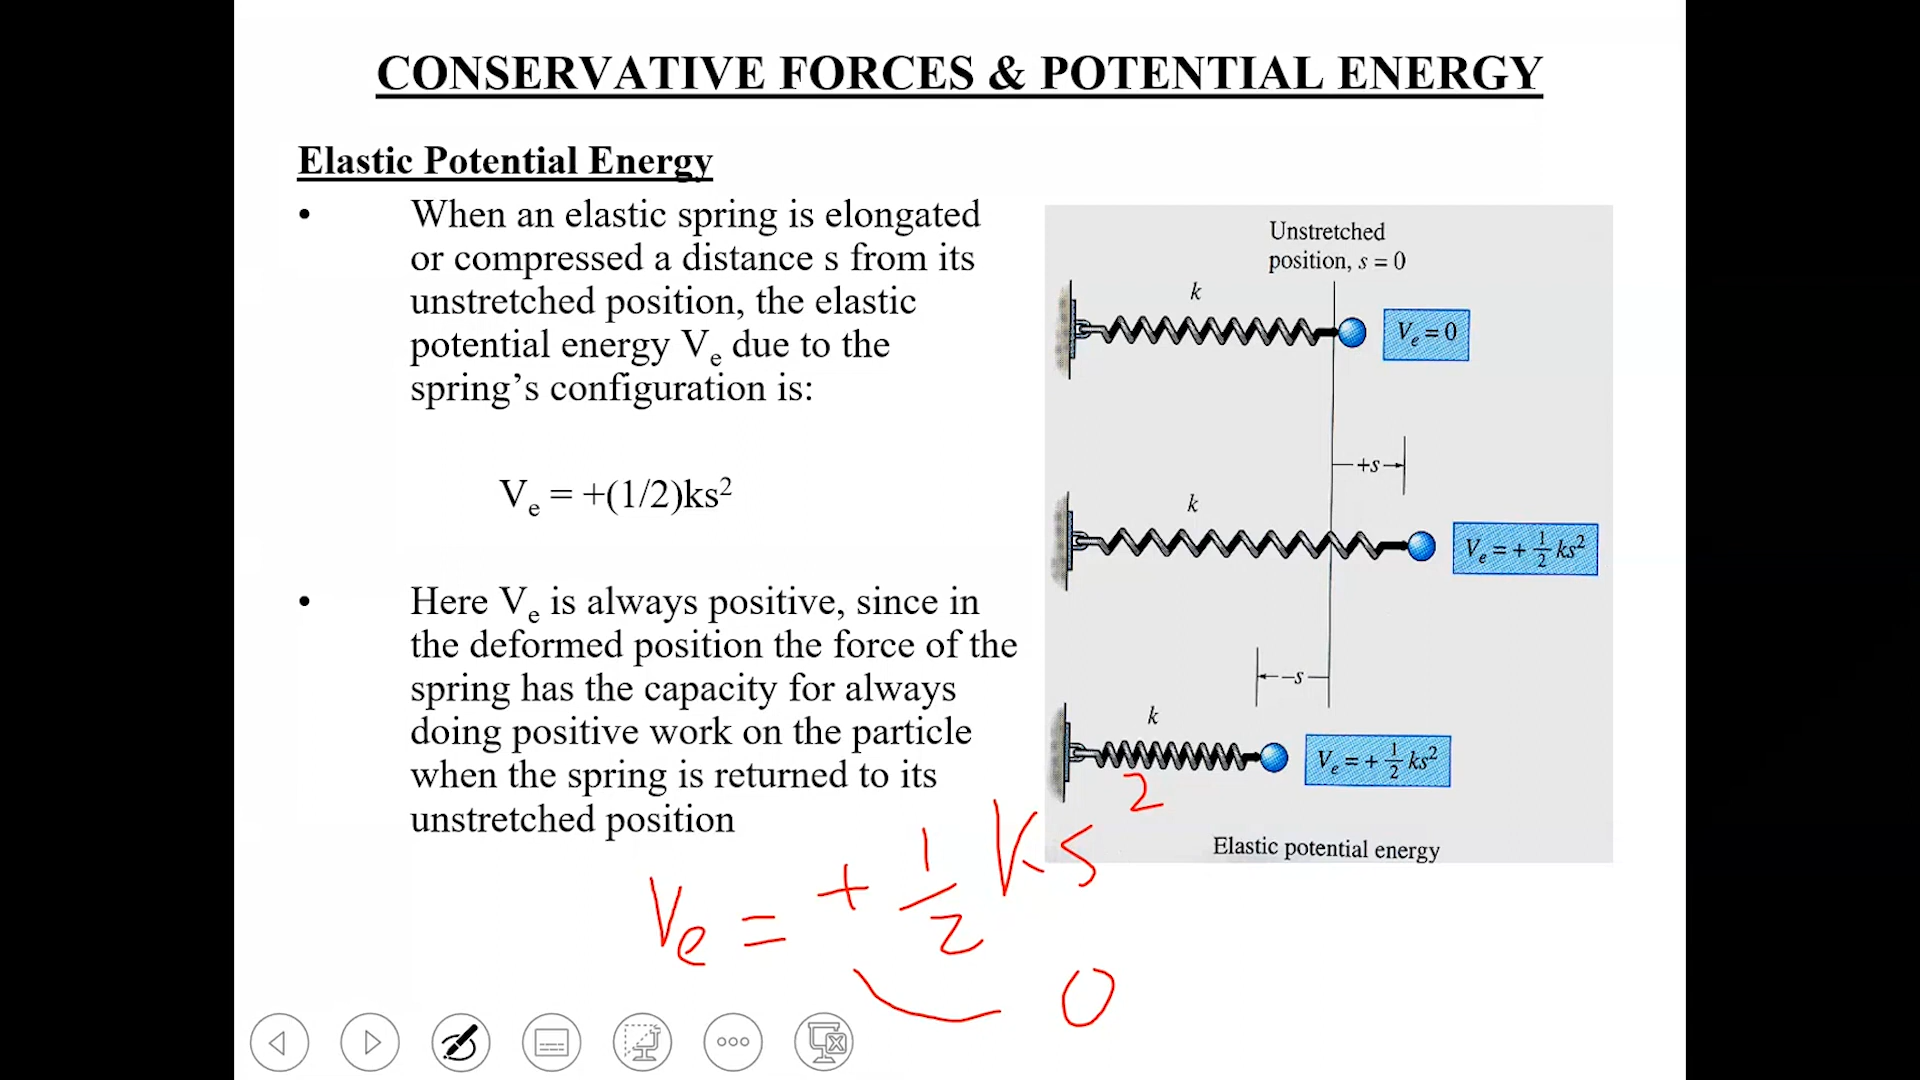 CONSERVATIVE FORCES & POTENTIAL ENERGY
Elastic Potential Energy
• When an elastic spring is elongated
or compressed a distance s from its
unstretched position, the elastic
potential energy Vₑ due to the
spring’s configuration is:
Vₑ = +(1/2)ks²
• Here Vₑ is always positive, since in
the deformed position the force of the
spring has the capacity for always
doing positive work on the particle
when the spring is returned to its
unstretched position
Unstretched
position, s = 0
k
Vₑ = 0
+s
k
Vₑ = + 1/2 ks²
–s
k
Vₑ = + 1/2 ks²
Elastic potential energy
Ve = + 1/2 ks²
0